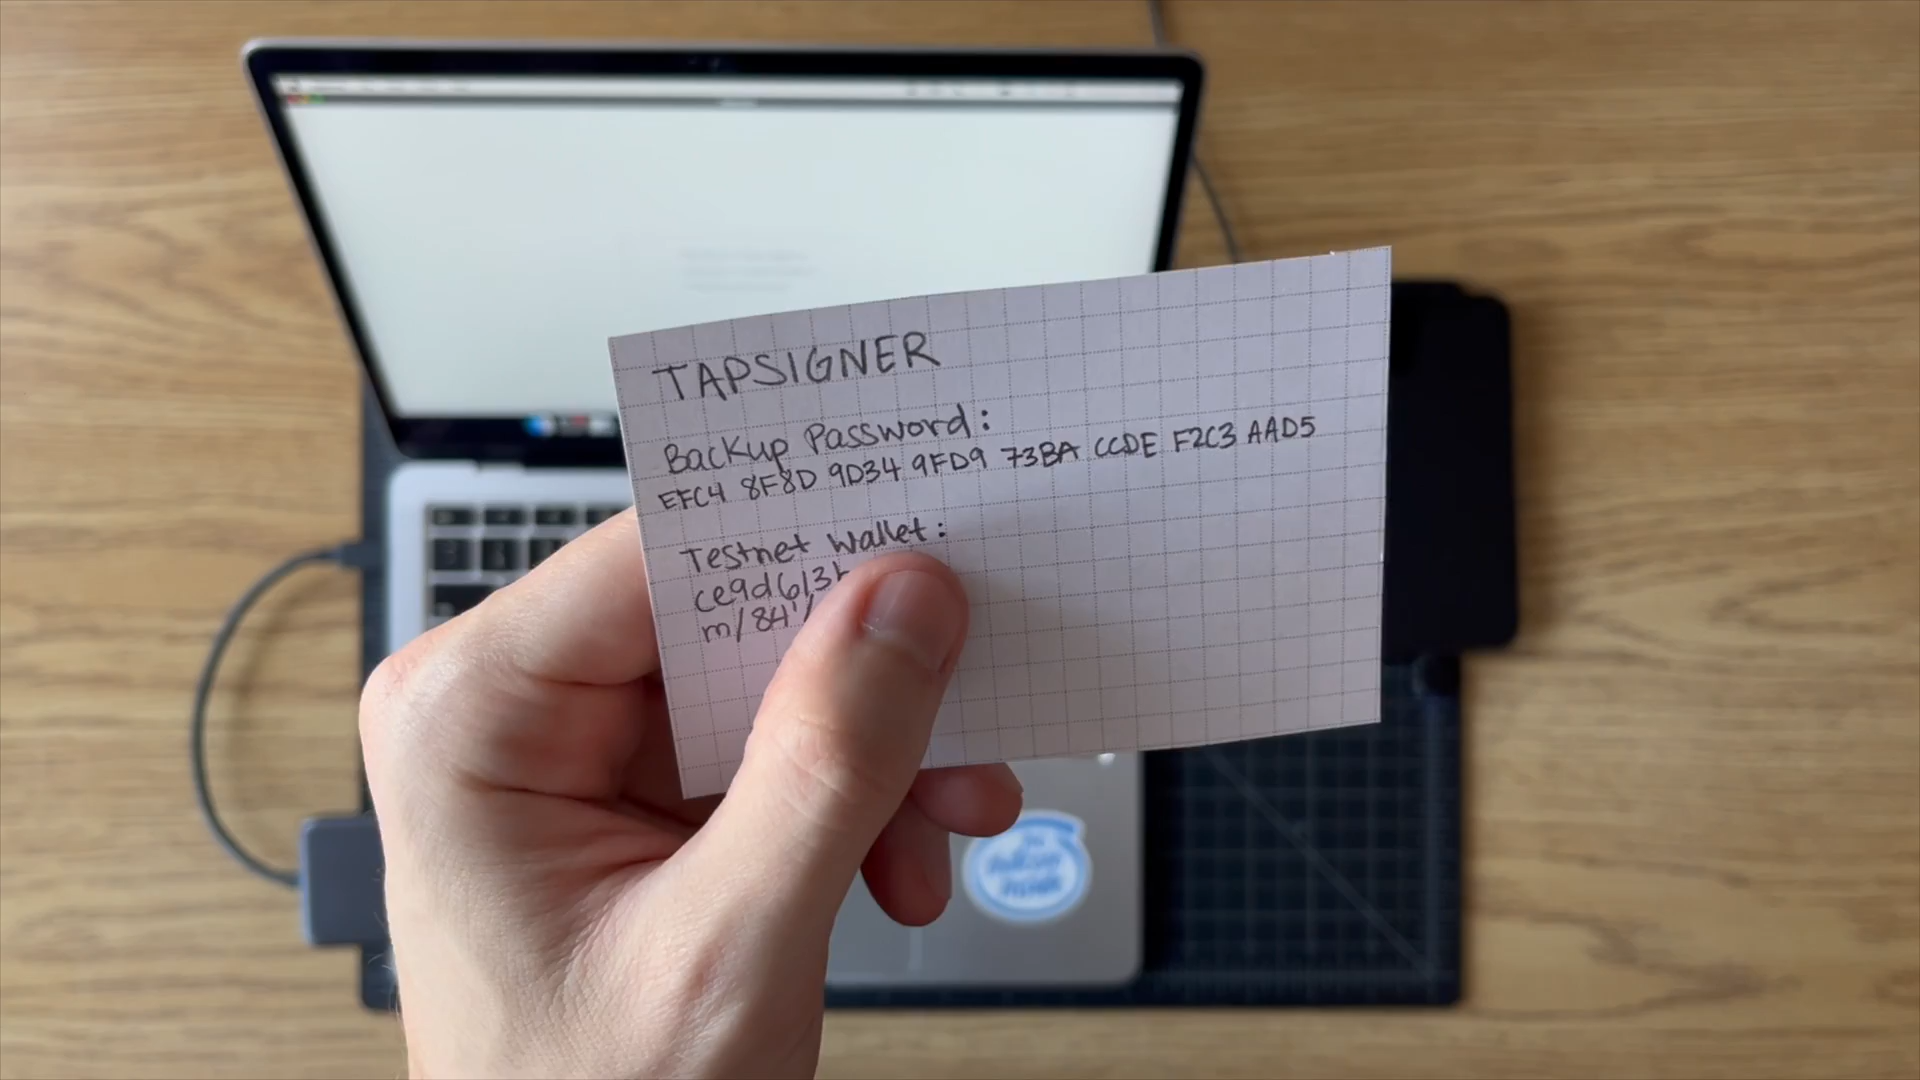 TAPSIGNER
Backup Password:
EFC4 8F8D 9D34 9FD9 73BA CCDE F2C3 AAD5
Testnet Wallet:
ce9d613
m/84'/